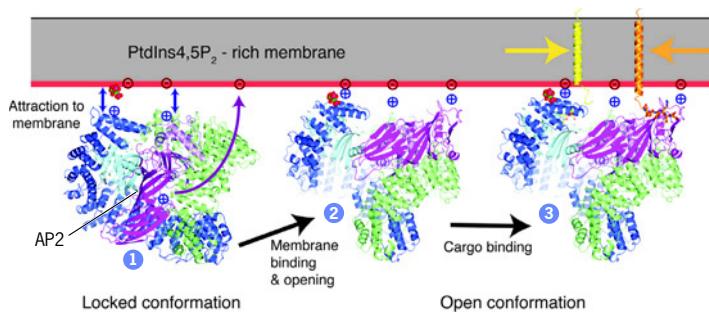 PtdIns4,5P₂ - rich membrane
Attraction to
membrane
AP2
1
2
3
Membrane
binding
& opening
Cargo binding
Locked conformation
Open conformation